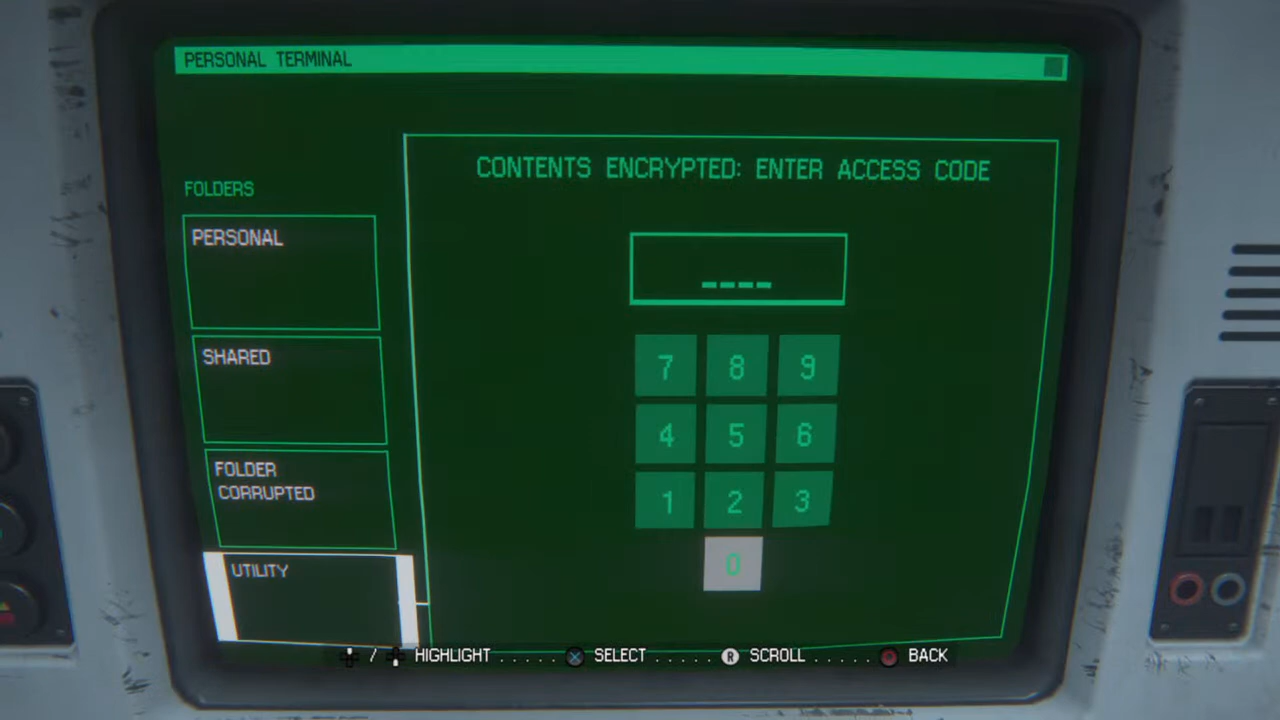 PERSONAL TERMINAL
CONTENTS ENCRYPTED: ENTER ACCESS CODE
FOLDERS
PERSONAL
SHARED
FOLDER
CORRUPTED
UTILITY
7 8 9
4 5 6
1 2 3
0
/ HIGHLIGHT ..... SELECT ..... R SCROLL ..... BACK